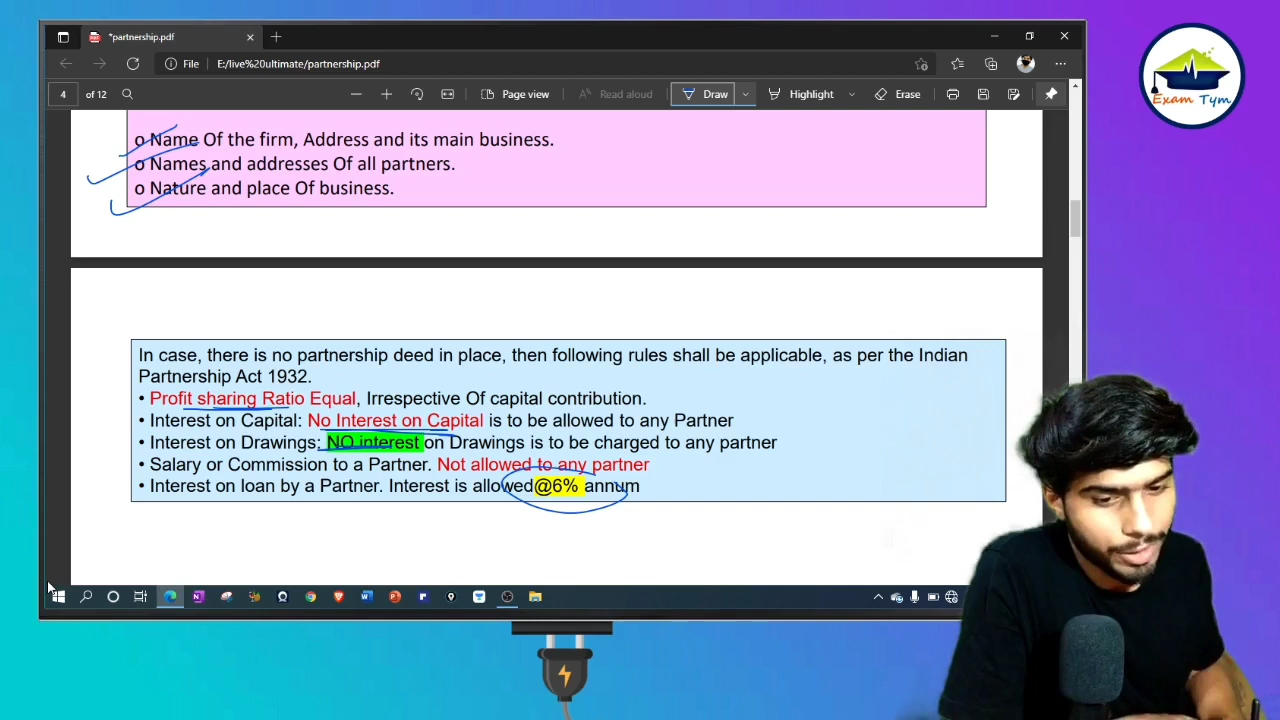 *partnership.pdf
File E:/live%20ultimate/partnership.pdf
4 of 12 Page view Read aloud Draw Highlight Erase
o Name Of the firm, Address and its main business.
o Names and addresses Of all partners.
o Nature and place Of business.
In case, there is no partnership deed in place, then following rules shall be applicable, as per the Indian
Partnership Act 1932.
• Profit sharing Ratio Equal, Irrespective Of capital contribution.
• Interest on Capital: No Interest on Capital is to be allowed to any Partner
• Interest on Drawings: NO interest on Drawings is to be charged to any partner
• Salary or Commission to a Partner. Not allowed to any partner
• Interest on loan by a Partner. Interest is allowed@6% annum
Exam Tym